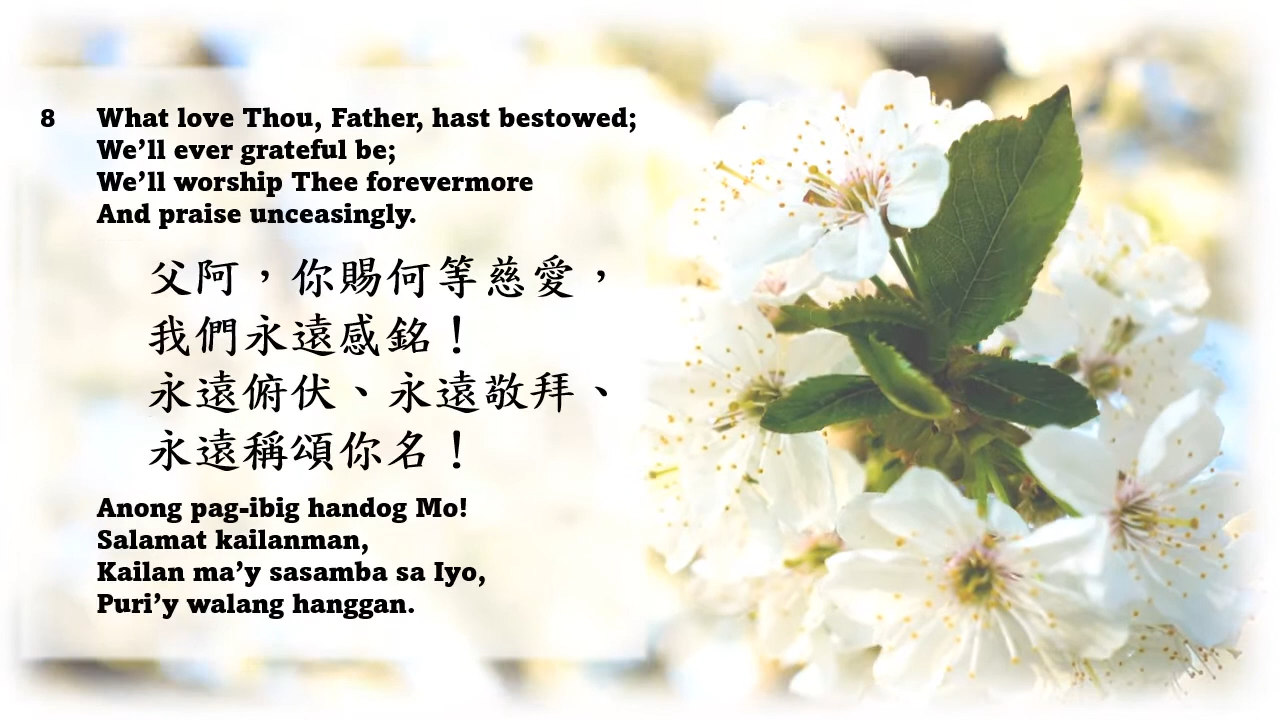 8 What love Thou, Father, hast bestowed;
We’ll ever grateful be;
We’ll worship Thee forevermore
And praise unceasingly.
父阿，你賜何等慈愛，
我們永遠感銘！
永遠俯伏、永遠敬拜、
永遠稱頌你名！
Anong pag-ibig handog Mo!
Salamat kailanman,
Kailan ma’y sasamba sa Iyo,
Puri’y walang hanggan.